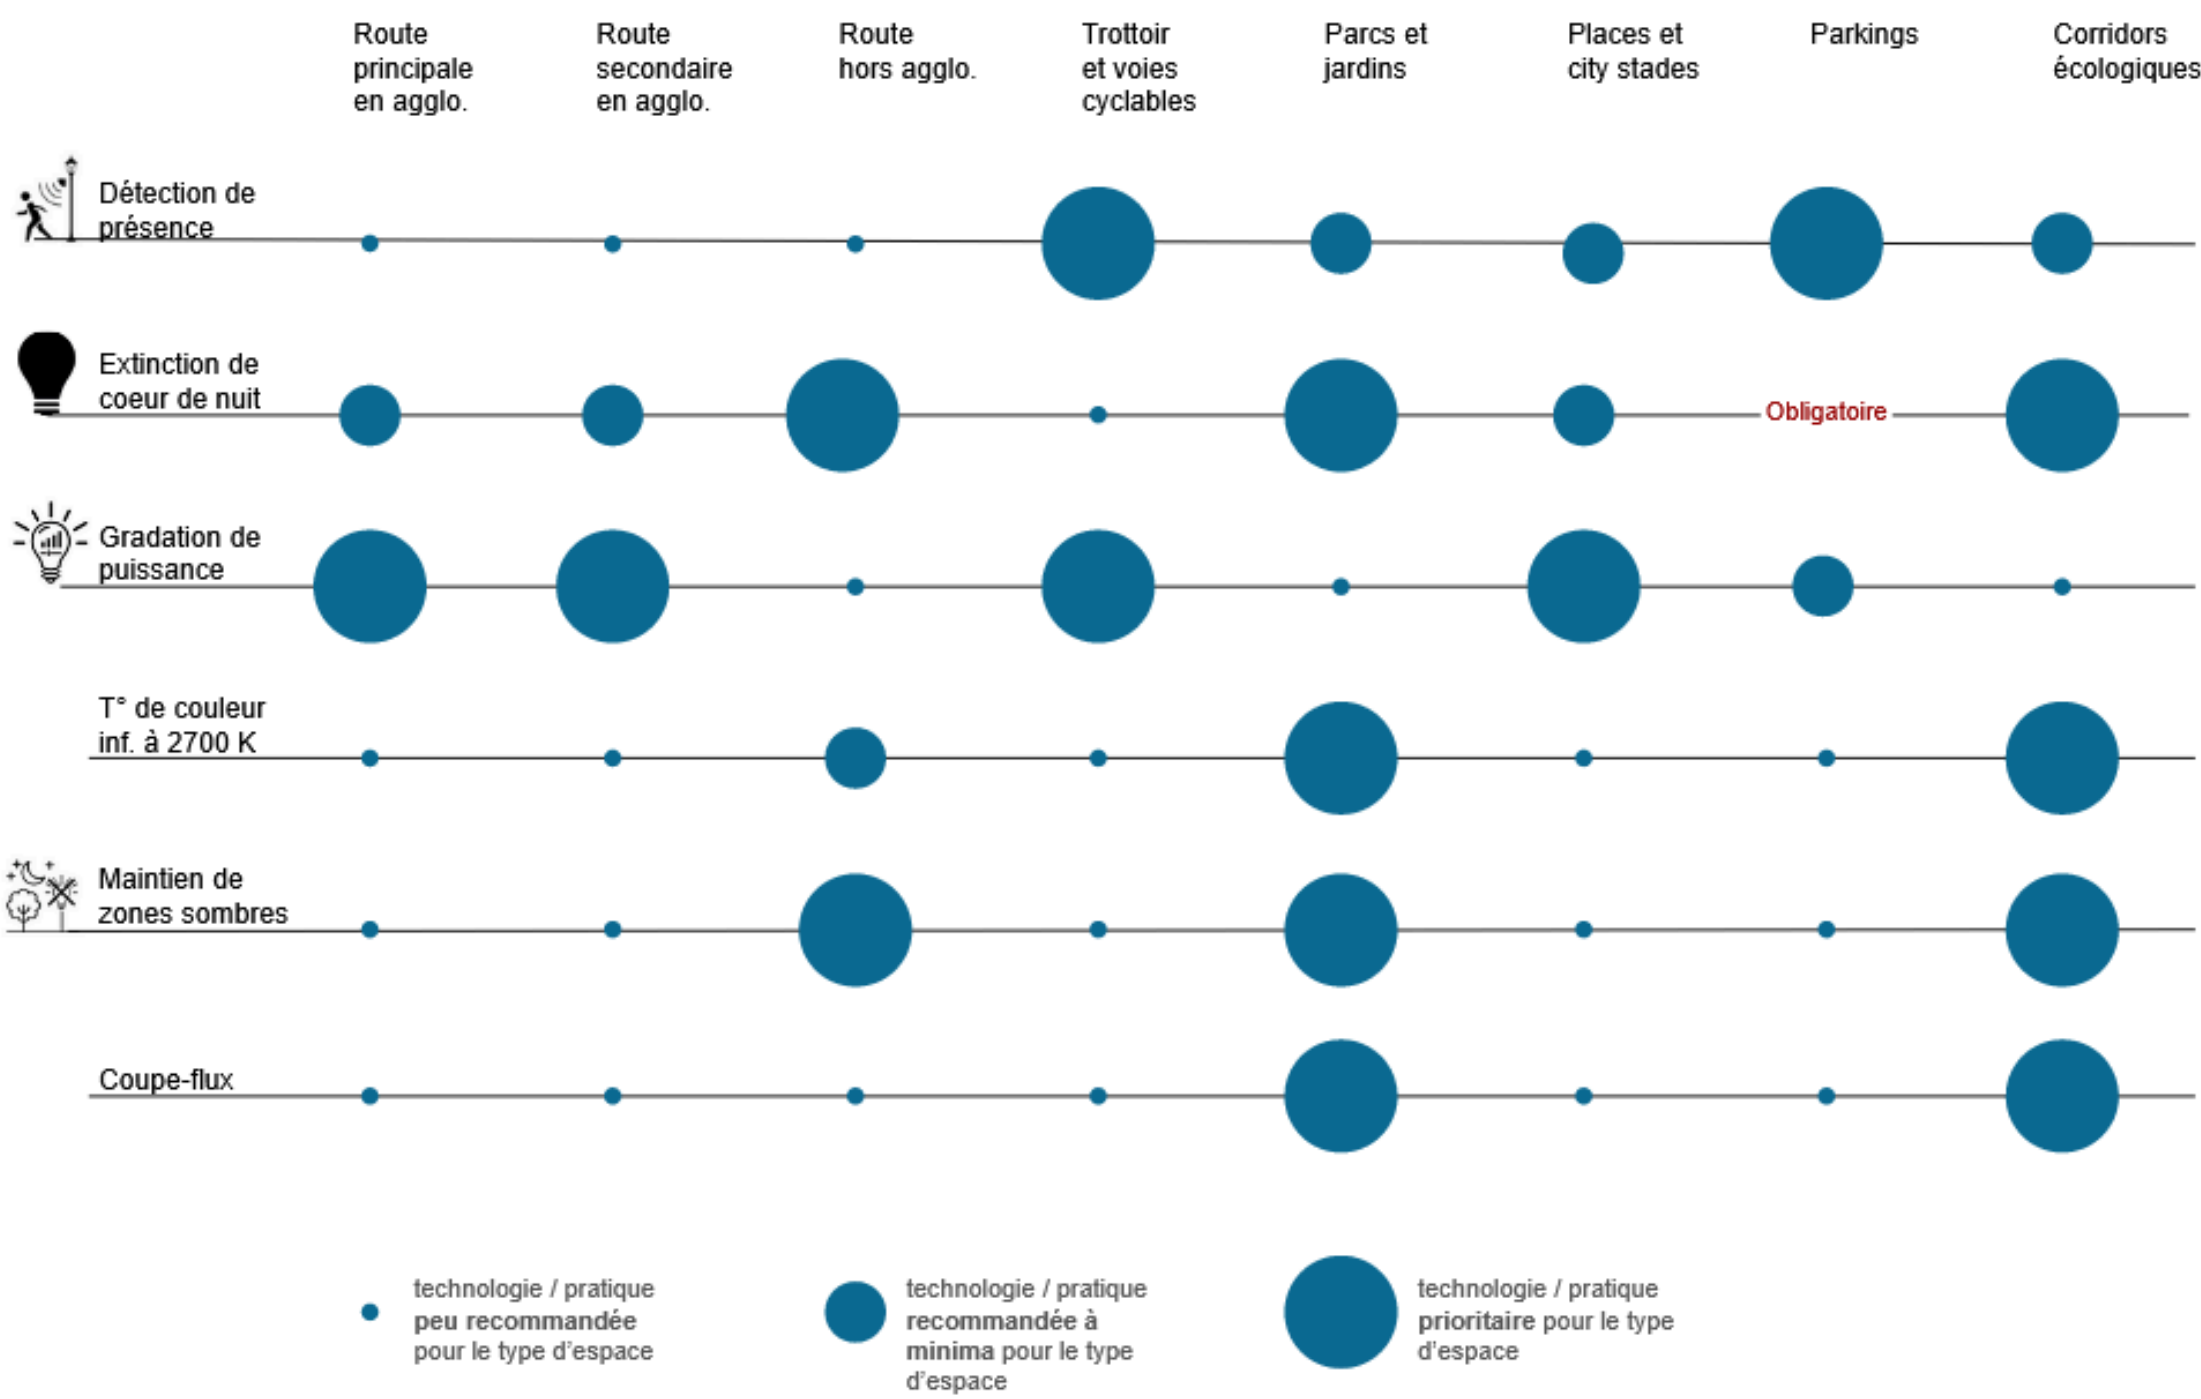 Route
principale
en agglo.
Route
secondaire
en agglo.
Route
hors agglo.
Trottoir
et voies
cyclables
Parcs et
jardins
Places et
city stades
Parkings
Corridors
écologiques
Détection de
présence
Extinction de
coeur de nuit
Obligatoire
Gradation de
puissance
T° de couleur
inf. à 2700 K
Maintien de
zones sombres
Coupe-flux
technologie / pratique
peu recommandée
pour le type d'espace
technologie / pratique
recommandée à
minima pour le type
d'espace
technologie / pratique
prioritaire pour le type
d'espace